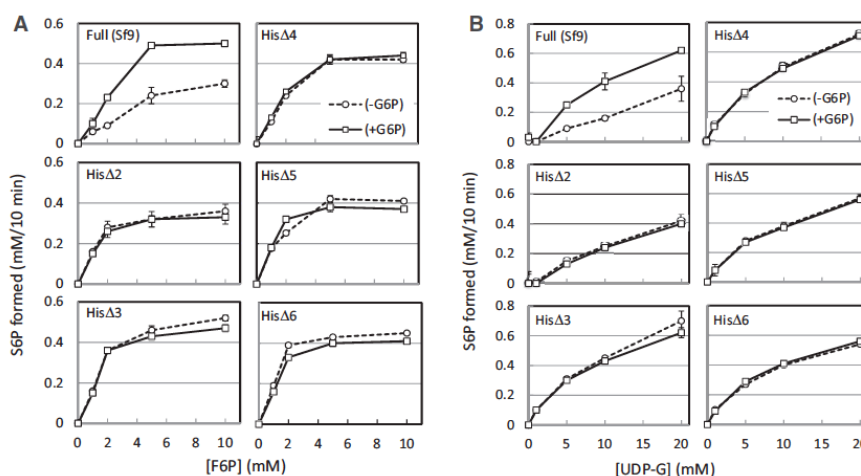 A
B
Full (Sf9)
HisΔ4
Full (Sf9)
HisΔ4
0.6
0.4
0.2
0
0.8
0.6
0.4
0.2
0
(-G6P)
(+G6P)
(-G6P)
(+G6P)
S6P formed (mM/10 min)
S6P formed (mM/10 min)
HisΔ2
HisΔ5
HisΔ2
HisΔ5
0.6
0.4
0.2
0
0.6
0.4
0.2
0
HisΔ3
HisΔ6
HisΔ3
HisΔ6
0.6
0.4
0.2
0
0.8
0.6
0.4
0.2
0
0 2 4 6 8 10
0 2 4 6 8 10
0 5 10 15 20
0 5 10 15 20
[F6P] (mM)
[UDP-G] (mM)